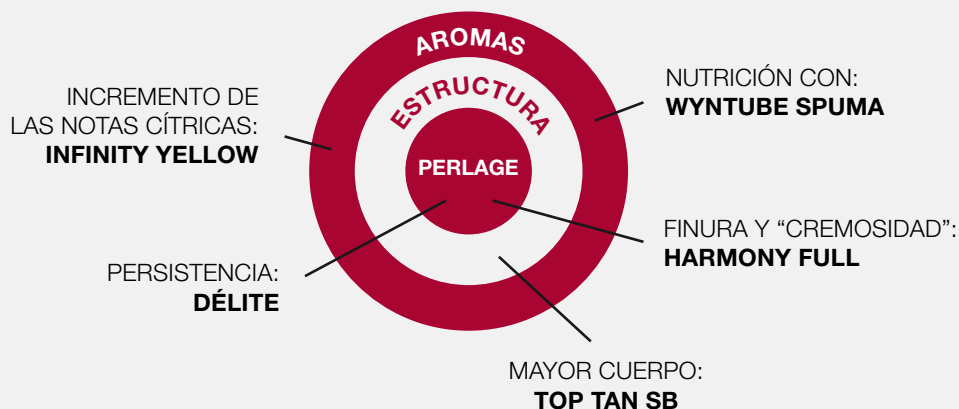 AROMAS
ESTRUCTURA
PERLAGE
INCREMENTO DE
LAS NOTAS CÍTRICAS:
INFINITY YELLOW
NUTRICIÓN CON:
WYNTUBE SPUMA
PERSISTENCIA:
DÉLITE
FINURA Y “CREMOSIDAD”:
HARMONY FULL
MAYOR CUERPO:
TOP TAN SB